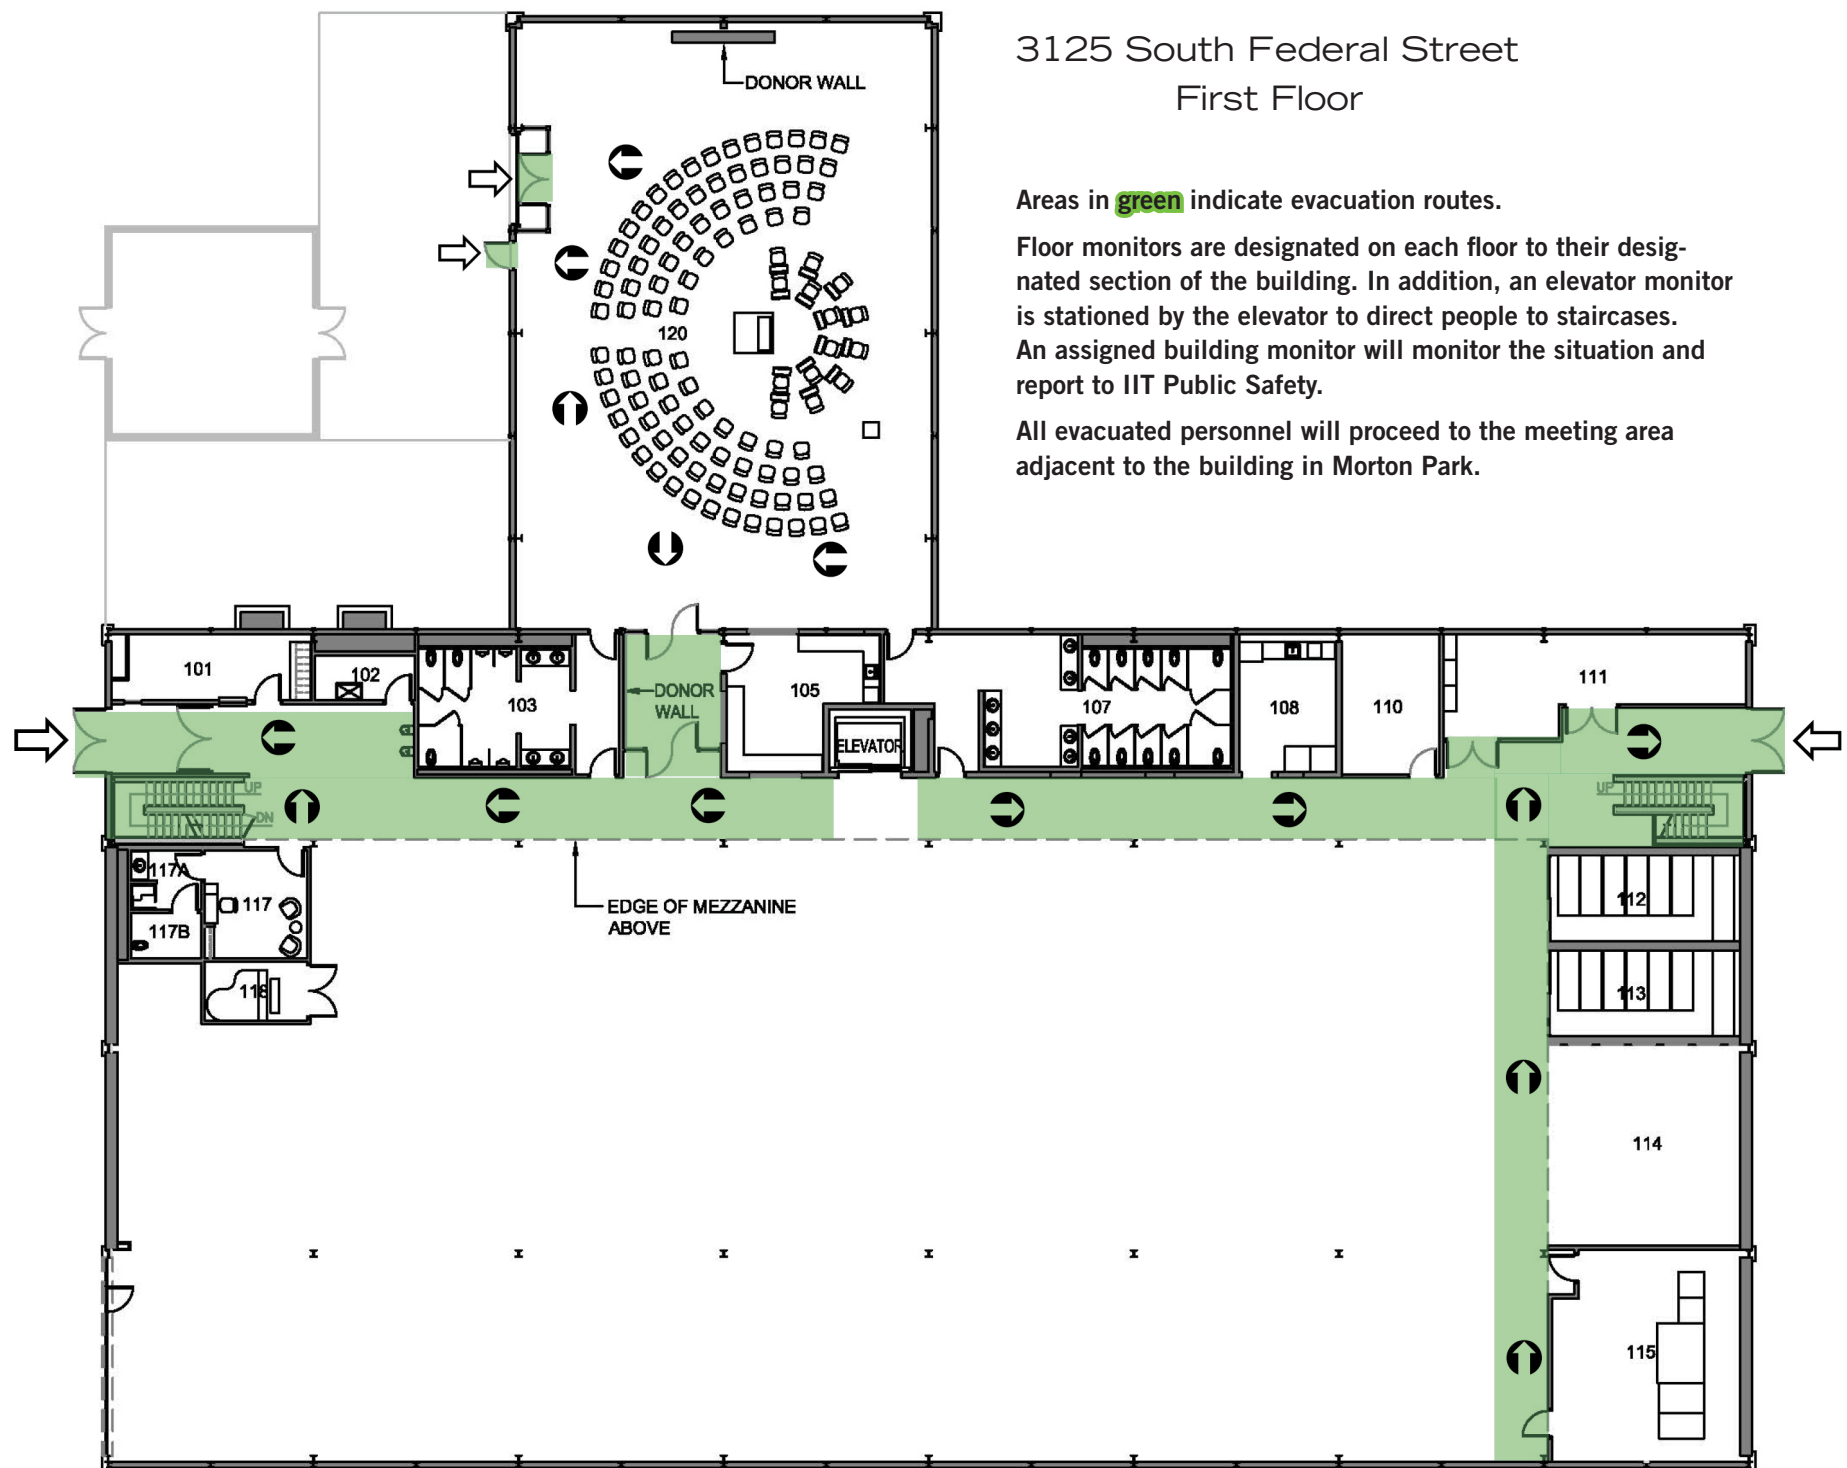 3125 South Federal Street
First Floor
Areas in green indicate evacuation routes.
Floor monitors are designated on each floor to their desig-
nated section of the building. In addition, an elevator monitor
is stationed by the elevator to direct people to staircases.
An assigned building monitor will monitor the situation and
report to IIT Public Safety.
All evacuated personnel will proceed to the meeting area
adjacent to the building in Morton Park.
DONOR WALL
120
101
102
103
DONOR
WALL
105
ELEVATOR
107
108
110
111
UP
DN
UP
117A
117
117B
118
EDGE OF MEZZANINE
ABOVE
112
113
114
115